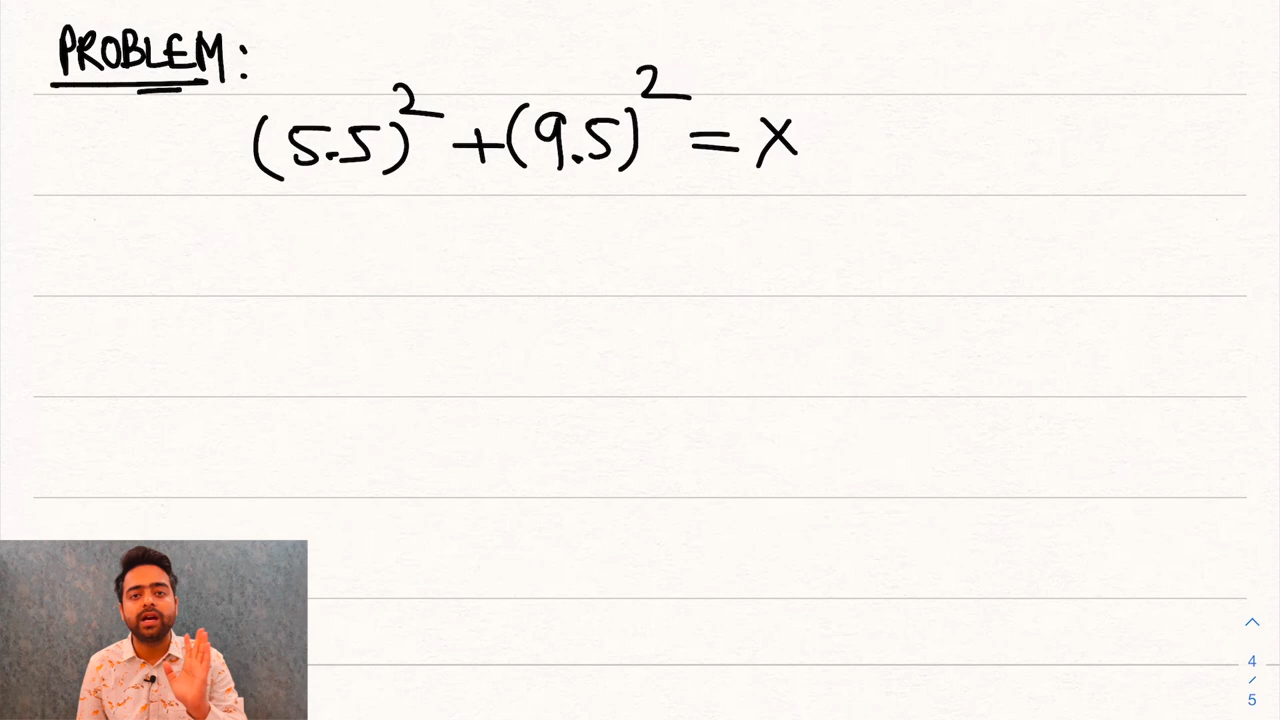 PROBLEM:
(5.5)² + (9.5)² = x
4
/
5